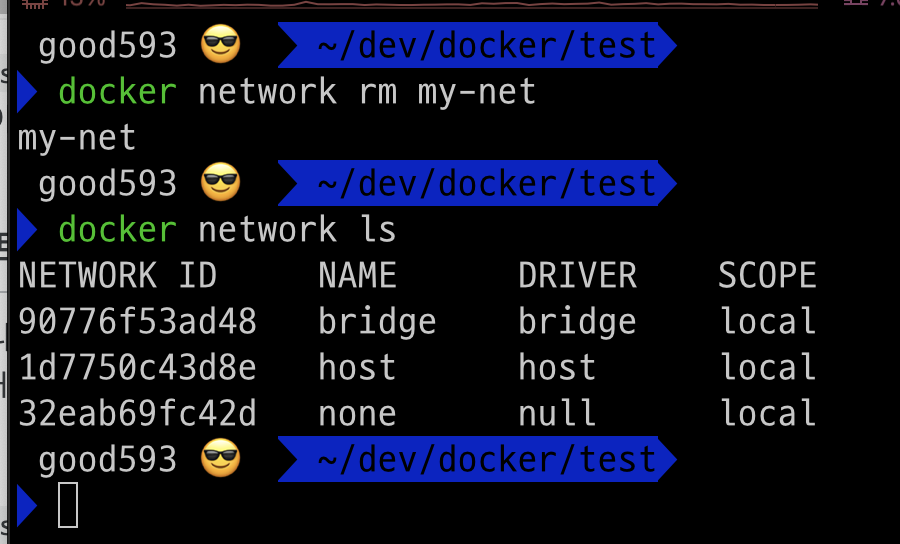 good593 😎 ~/dev/docker/test
docker network rm my-net
my-net
good593 😎 ~/dev/docker/test
docker network ls
NETWORK ID NAME DRIVER SCOPE
90776f53ad48 bridge bridge local
1d7750c43d8e host host local
32eab69fc42d none null local
good593 😎 ~/dev/docker/test